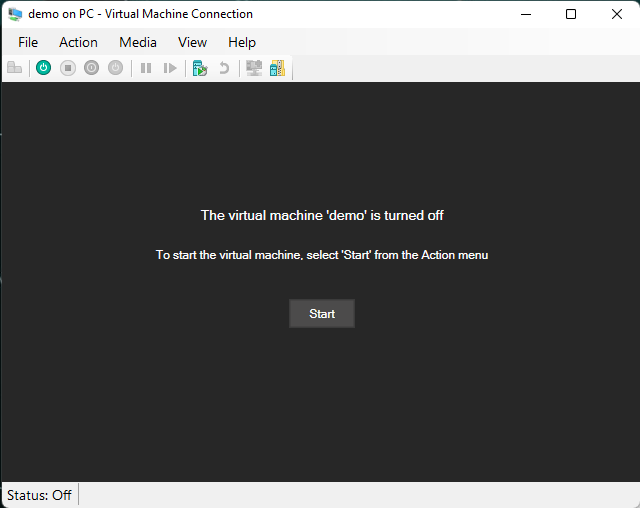 demo on PC - Virtual Machine Connection
File Action Media View Help
The virtual machine 'demo' is turned off
To start the virtual machine, select 'Start' from the Action menu
Start
Status: Off